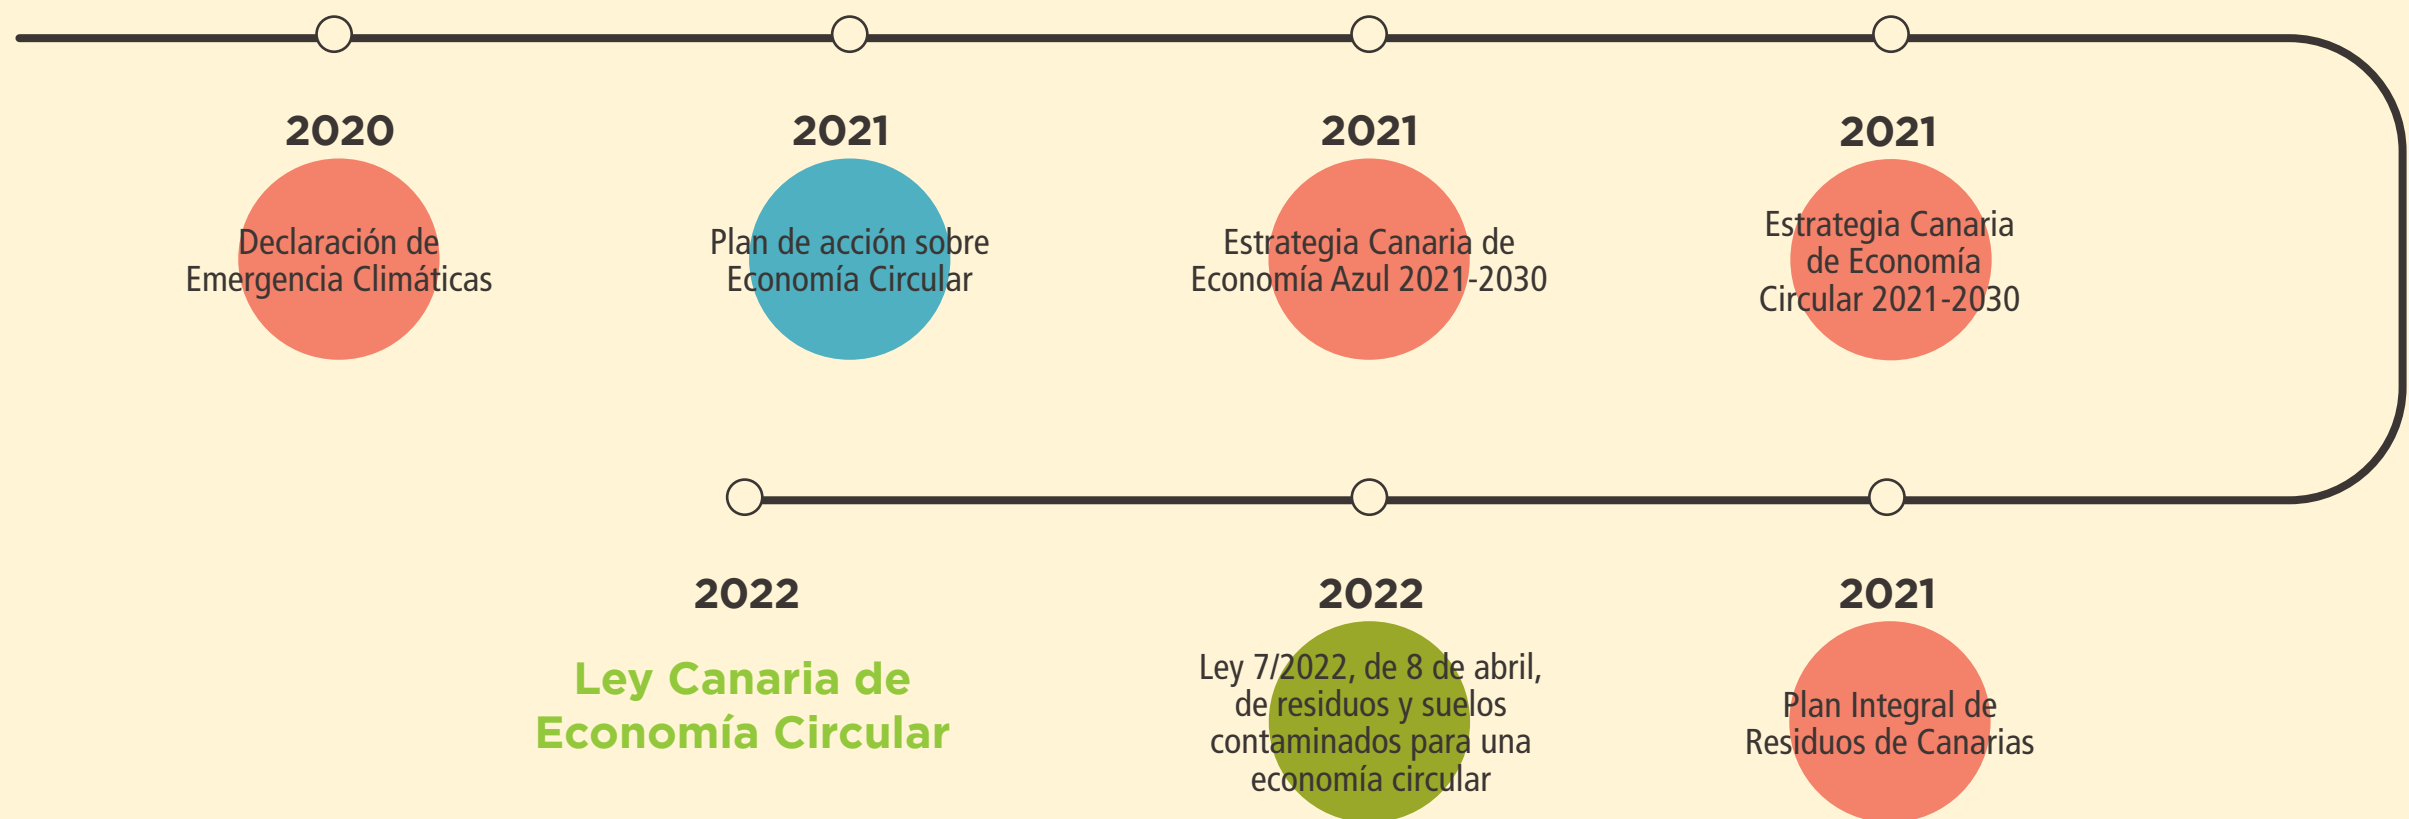 2020
Declaración de
Emergencia Climáticas
2021
Plan de acción sobre
Economía Circular
2021
Estrategia Canaria de
Economía Azul 2021-2030
2021
Estrategia Canaria
de Economía
Circular 2021-2030
2022
Ley Canaria de
Economía Circular
2022
Ley 7/2022, de 8 de abril,
de residuos y suelos
contaminados para una
economía circular
2021
Plan Integral de
Residuos de Canarias